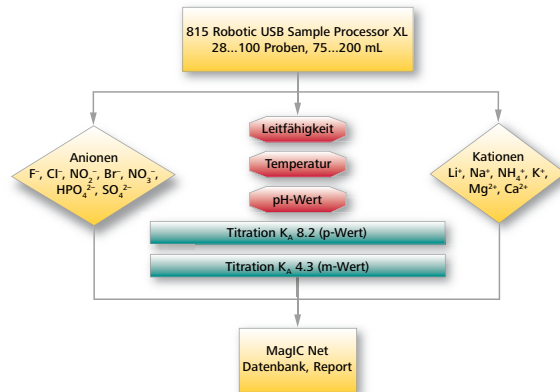 815 Robotic USB Sample Processor XL
28...100 Proben, 75...200 mL
Leitfähigkeit
Anionen
F⁻, Cl⁻, NO₂⁻, Br⁻, NO₃⁻,
HPO₄²⁻, SO₄²⁻
Temperatur
Kationen
Li⁺, Na⁺, NH₄⁺, K⁺,
Mg²⁺, Ca²⁺
pH-Wert
Titration K_A 8.2 (p-Wert)
Titration K_A 4.3 (m-Wert)
MagIC Net
Datenbank, Report